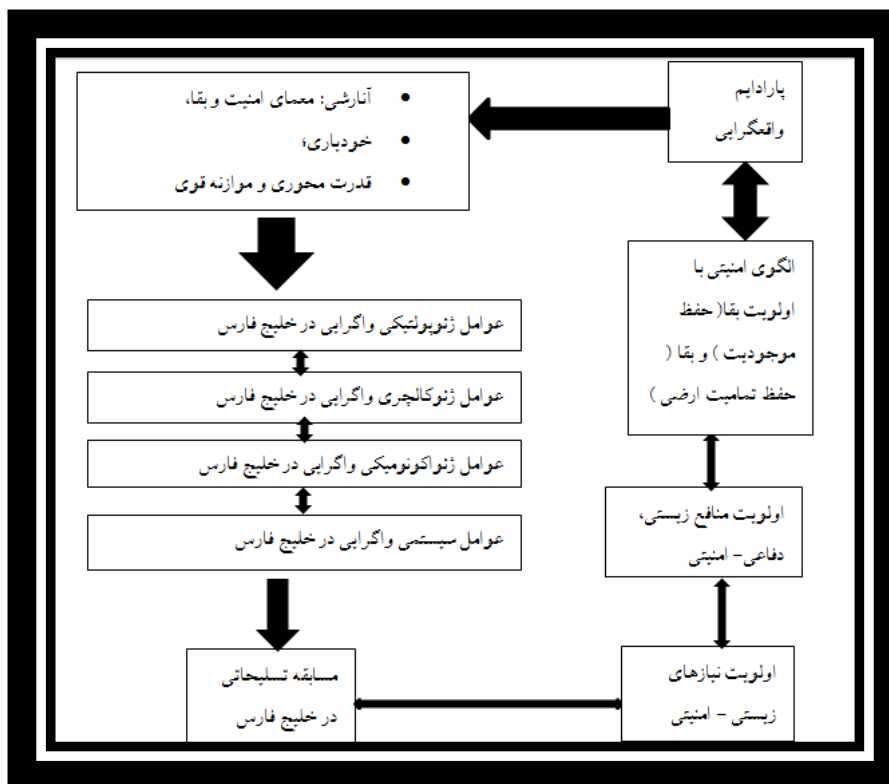 پارادایم
واقعگرایی
آنارشی: معمای امنیت و بقا،
خودیاری؛
قدرت محوری و موازنه قوی
الگوی امنیتی با
اولویت بقا( حفظ
موجودیت ) و بقا (
حفظ تمامیت ارضی )
عوامل ژئوپولتیکی واگرایی در خلیج فارس
عوامل ژئوکالچری واگرایی در خلیج فارس
عوامل ژئواکونومیکی واگرایی در خلیج فارس
عوامل سیستمی واگرایی در خلیج فارس
اولویت منافع زیستی،
دفاعی- امنیتی
اولویت نیازهای
زیستی - امنیتی
مسابقه تسلیحاتی
در خلیج فارس